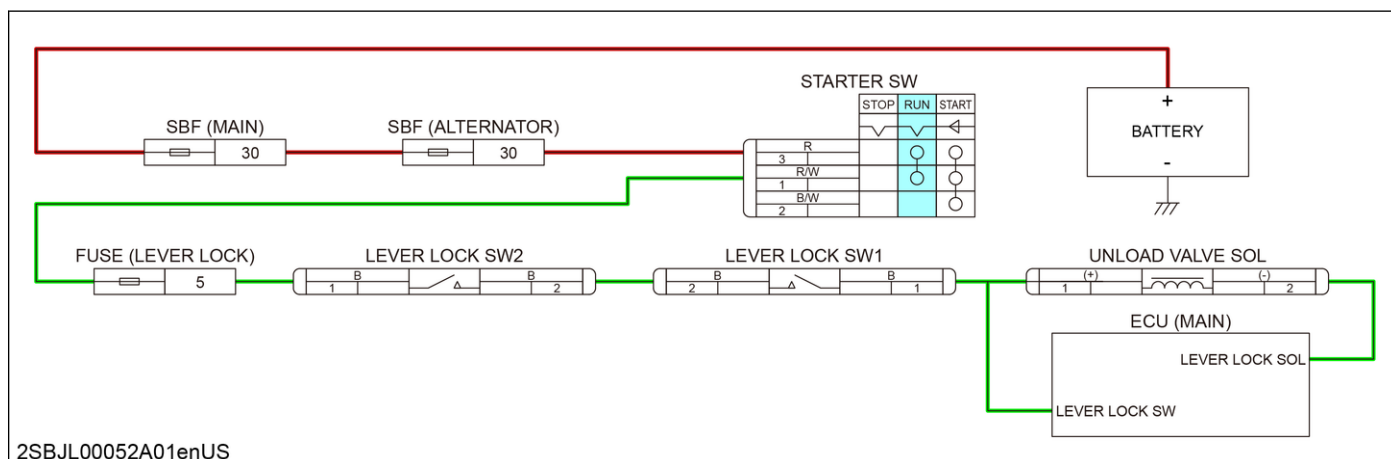 STARTER SW
STOP RUN START
SBF (MAIN)
30
SBF (ALTERNATOR)
30
R
3
R/W
1
B/W
2
+
BATTERY
-
FUSE (LEVER LOCK)
5
LEVER LOCK SW2
B B
1 2
LEVER LOCK SW1
B B
2 1
UNLOAD VALVE SOL
(+) (-)
1 2
ECU (MAIN)
LEVER LOCK SOL
LEVER LOCK SW
2SBJL00052A01enUS